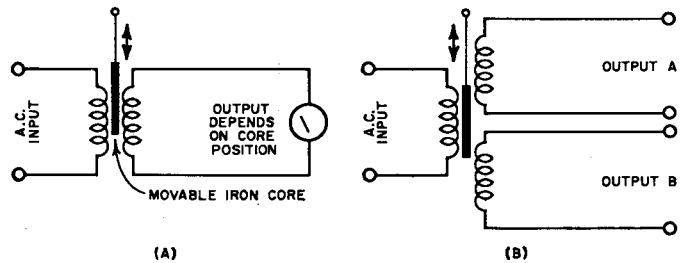 A.C.
INPUT
OUTPUT
DEPENDS
ON CORE
POSITION
MOVABLE IRON CORE
(A)
A.C.
INPUT
OUTPUT A
OUTPUT B
(B)